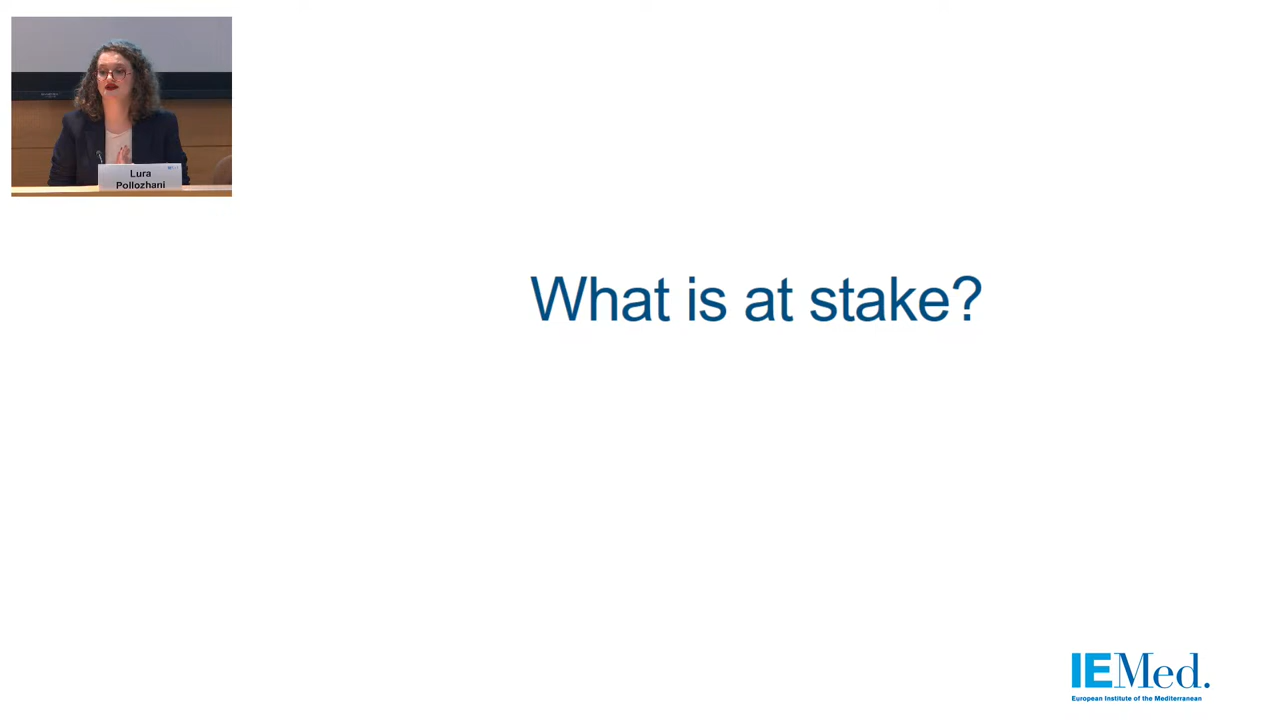 Lura
Pollozhani
What is at stake?
IEMed.
European Institute of the Mediterranean